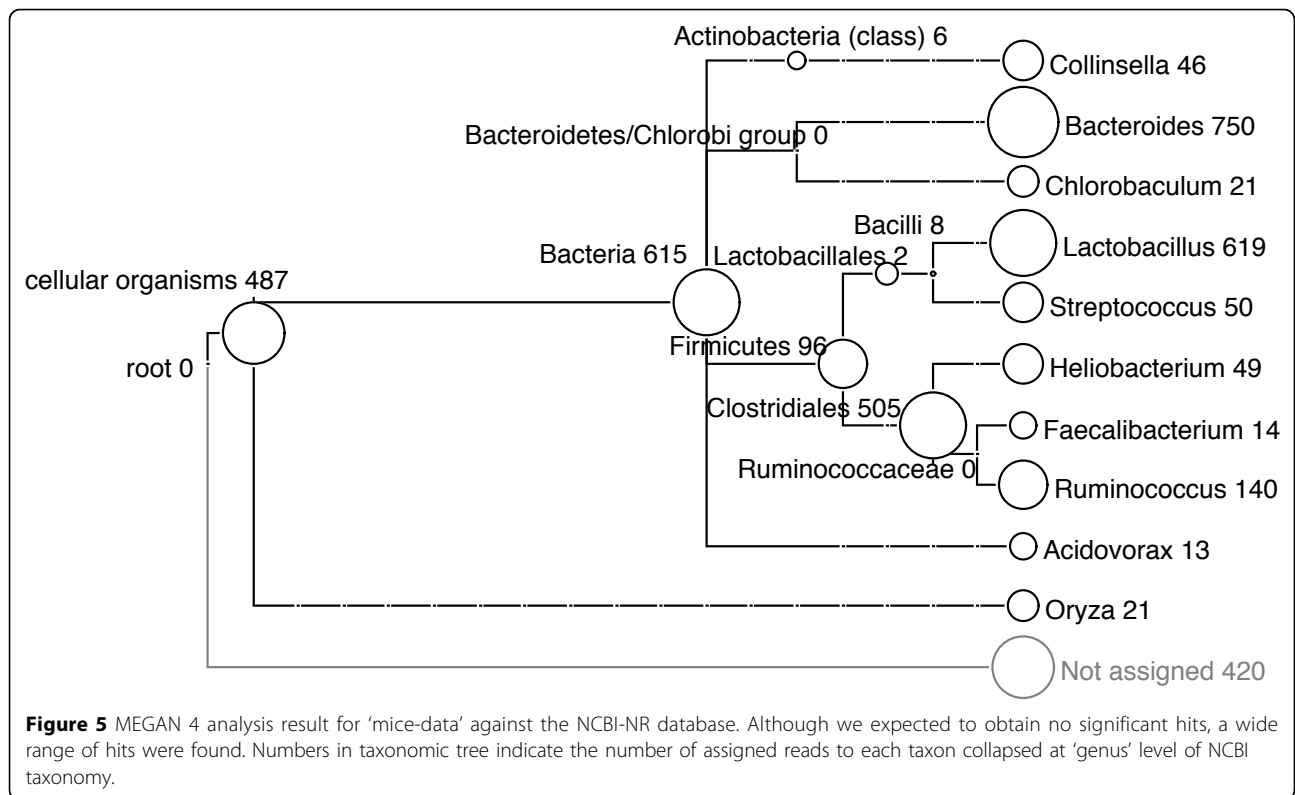 Actinobacteria (class) 6
Collinsella 46
Bacteroides 750
Bacteroidetes/Chlorobi group 0
Chlorobaculum 21
Bacilli 8
Lactobacillus 619
Bacteria 615
Lactobacillales 2
cellular organisms 487
Streptococcus 50
Firmicutes 96
root 0
Heliobacterium 49
Clostridiales 505
Faecalibacterium 14
Ruminococcaceae 0
Ruminococcus 140
Acidovorax 13
Oryza 21
Not assigned 420
Figure 5 MEGAN 4 analysis result for ‘mice-data’ against the NCBI-NR database. Although we expected to obtain no significant hits, a wide
range of hits were found. Numbers in taxonomic tree indicate the number of assigned reads to each taxon collapsed at ‘genus’ level of NCBI
taxonomy.